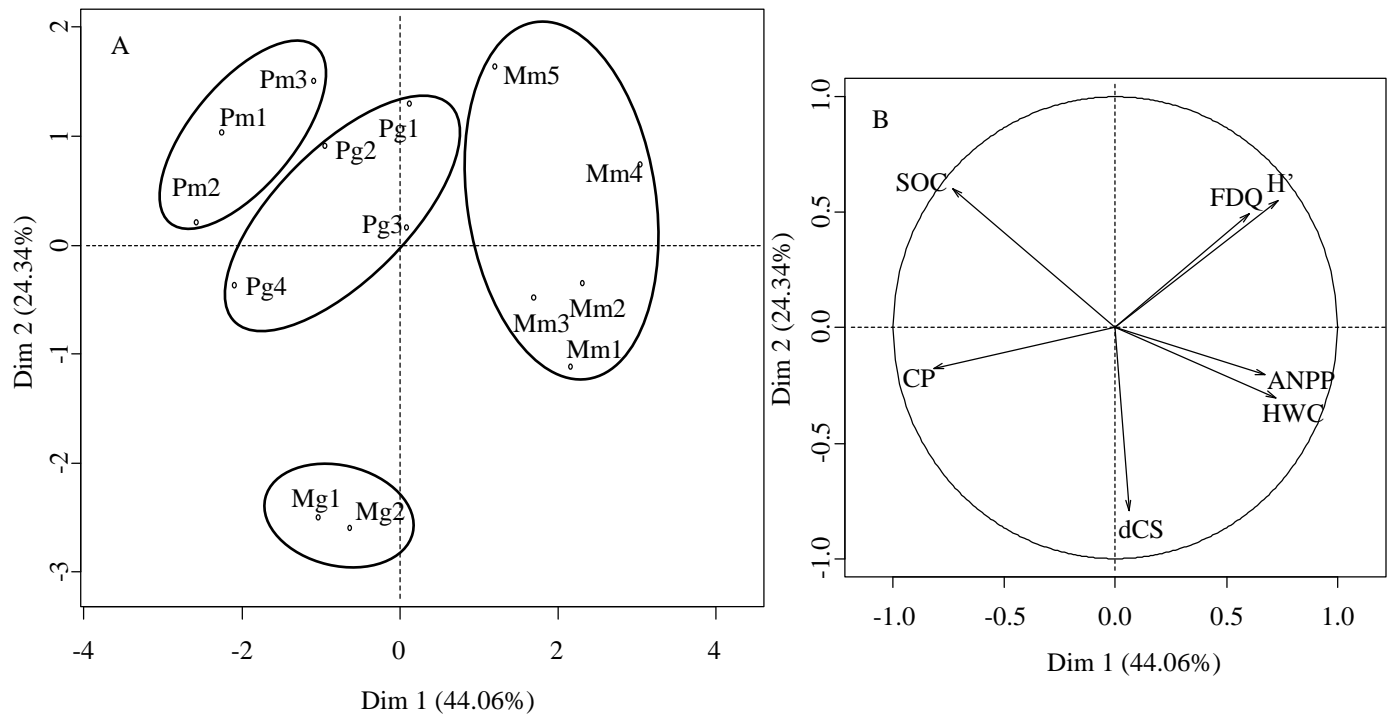 A
2
1
0
-1
-2
-3
Dim 2 (24.34%)
Pm3
Pm1
Pm2
Pg1
Pg2
Pg3
Pg4
Mm5
Mm4
Mm2
Mm3
Mm1
Mg1
Mg2
-4
-2
0
2
4
Dim 1 (44.06%)
B
1.0
0.5
0.0
-0.5
-1.0
Dim 2 (24.34%)
SOC
FDQ
H’
CP
ANPP
HWC
dCS
-1.0
-0.5
0.0
0.5
1.0
Dim 1 (44.06%)